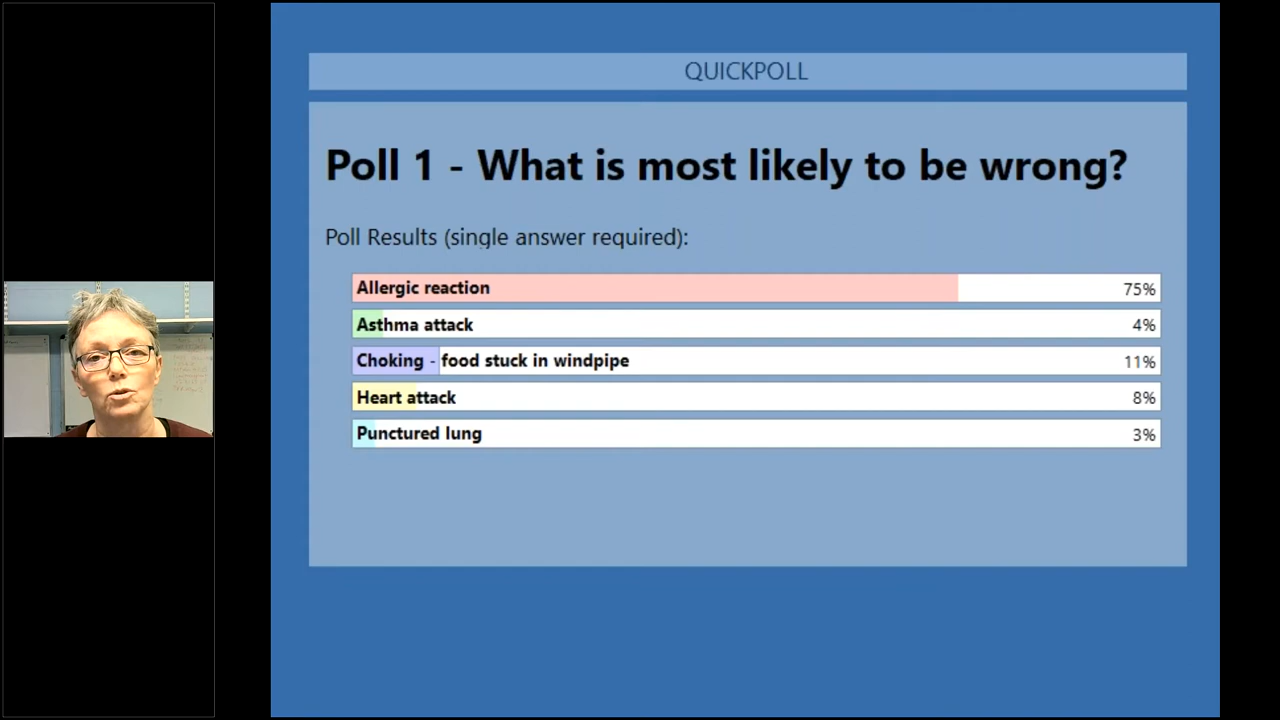 QUICKPOLL
Poll 1 - What is most likely to be wrong?
Poll Results (single answer required):
Allergic reaction 75%
Asthma attack 4%
Choking - food stuck in windpipe 11%
Heart attack 8%
Punctured lung 3%